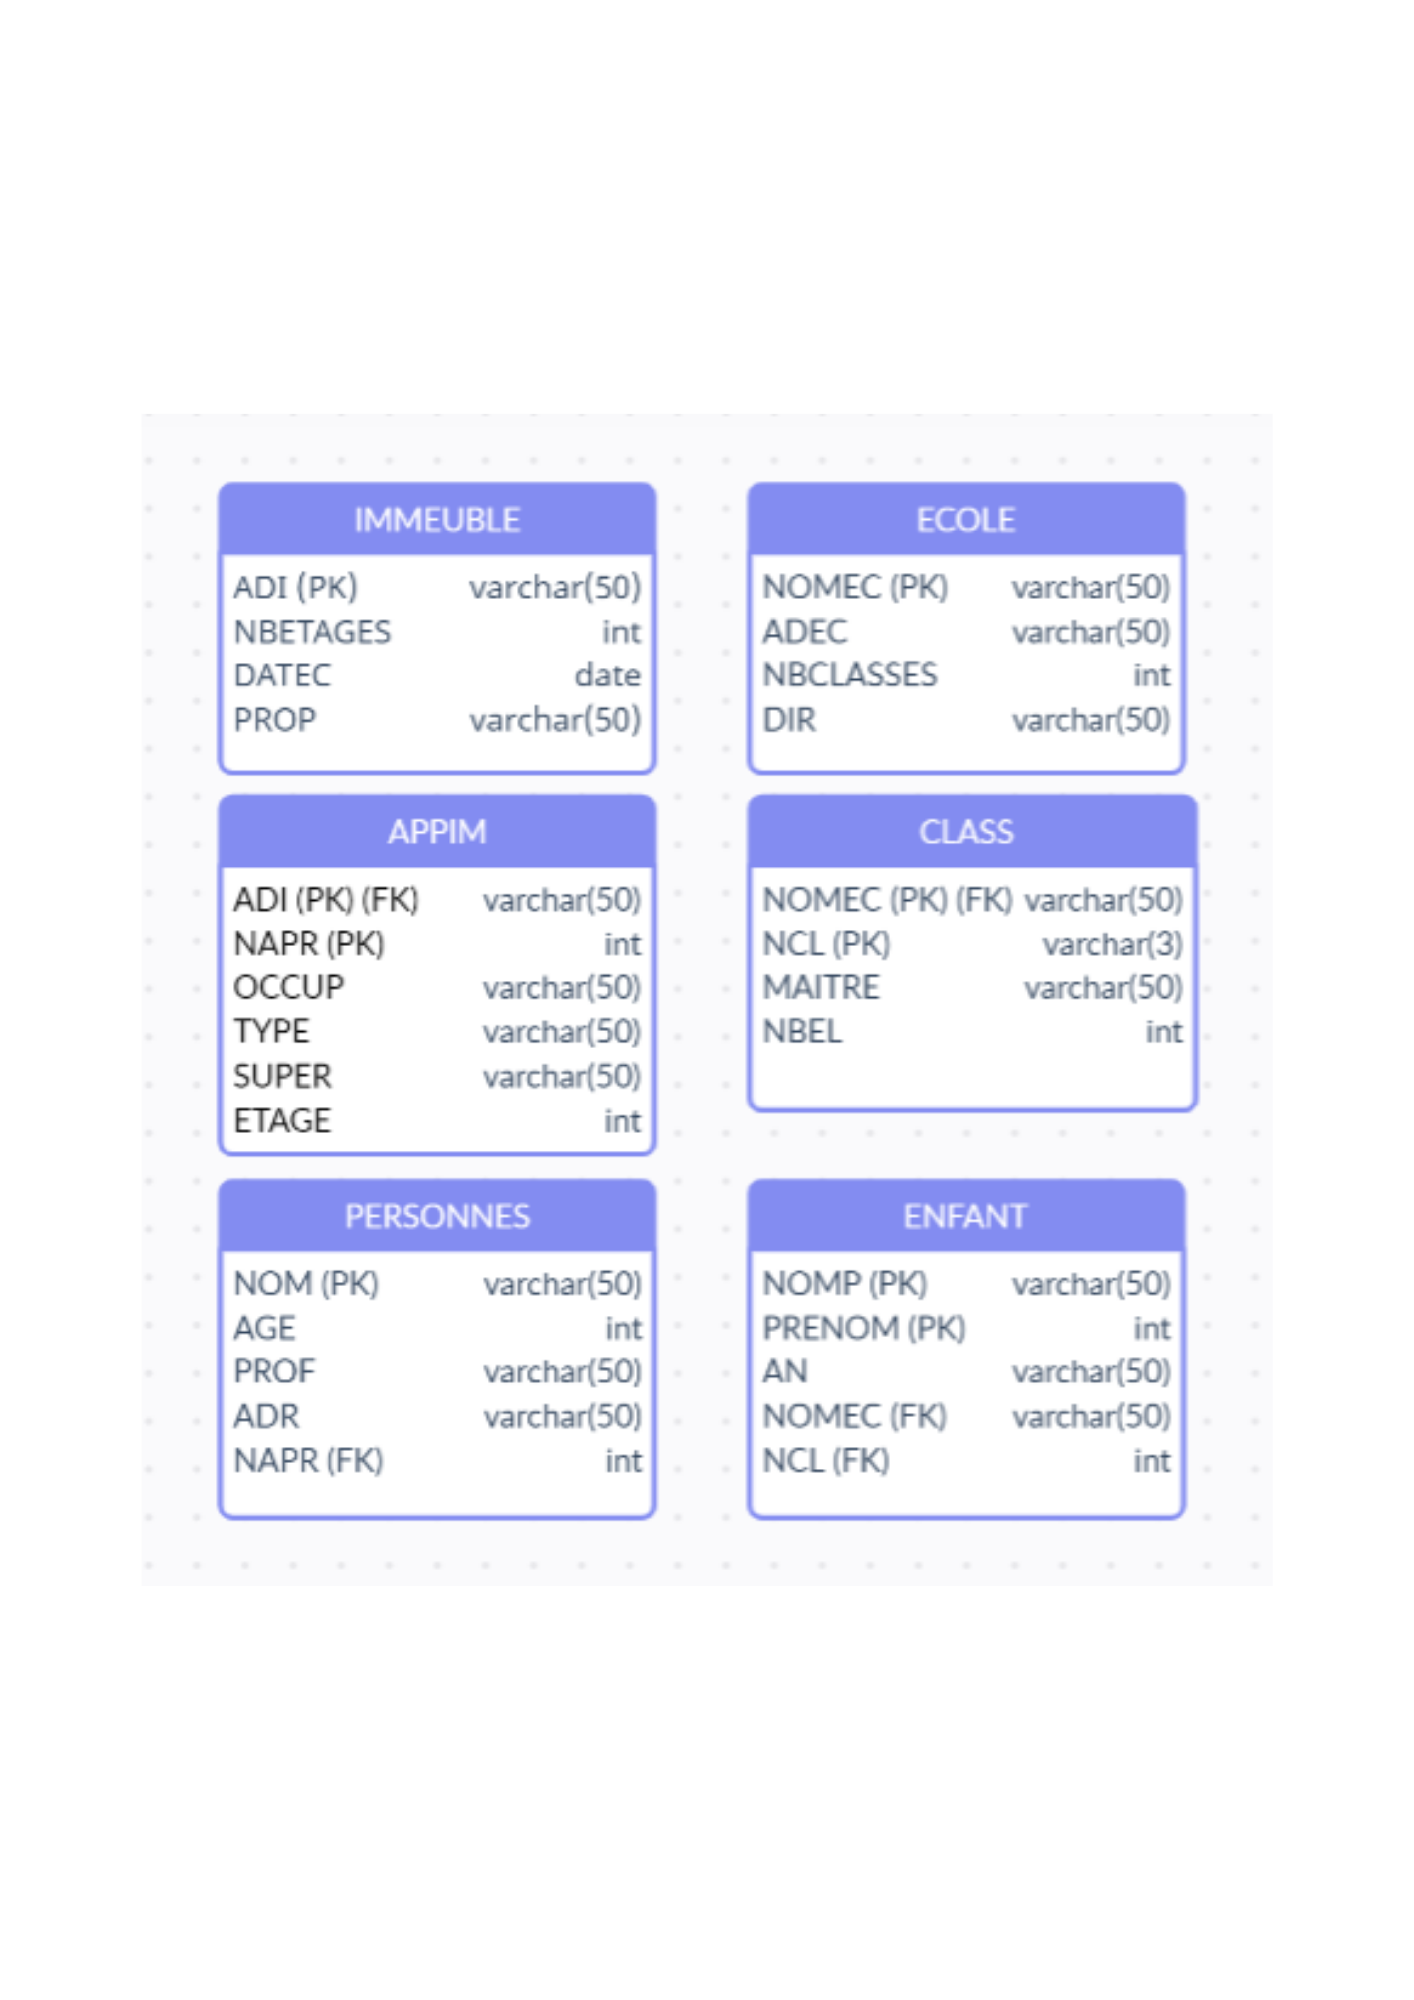 IMMEUBLE
ADI (PK) varchar(50)
NBETAGES int
DATEC date
PROP varchar(50)
ECOLE
NOMEC (PK) varchar(50)
ADEC varchar(50)
NBCLASSES int
DIR varchar(50)
APPIM
ADI (PK) (FK) varchar(50)
NAPR (PK) int
OCCUP varchar(50)
TYPE varchar(50)
SUPER varchar(50)
ETAGE int
CLASS
NOMEC (PK) (FK) varchar(50)
NCL (PK) varchar(3)
MAITRE varchar(50)
NBEL int
PERSONNES
NOM (PK) varchar(50)
AGE int
PROF varchar(50)
ADR varchar(50)
NAPR (FK) int
ENFANT
NOMP (PK) varchar(50)
PRENOM (PK) int
AN varchar(50)
NOMEC (FK) varchar(50)
NCL (FK) int